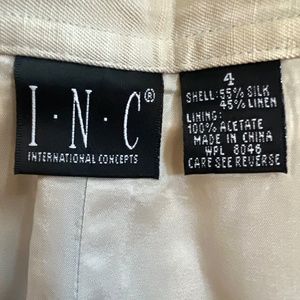 I·N·C®
INTERNATIONAL CONCEPTS
4
SHELL: 55% SILK
45% LINEN
LINING:
100% ACETATE
MADE IN CHINA
WPL 8046
CARE SEE REVERSE